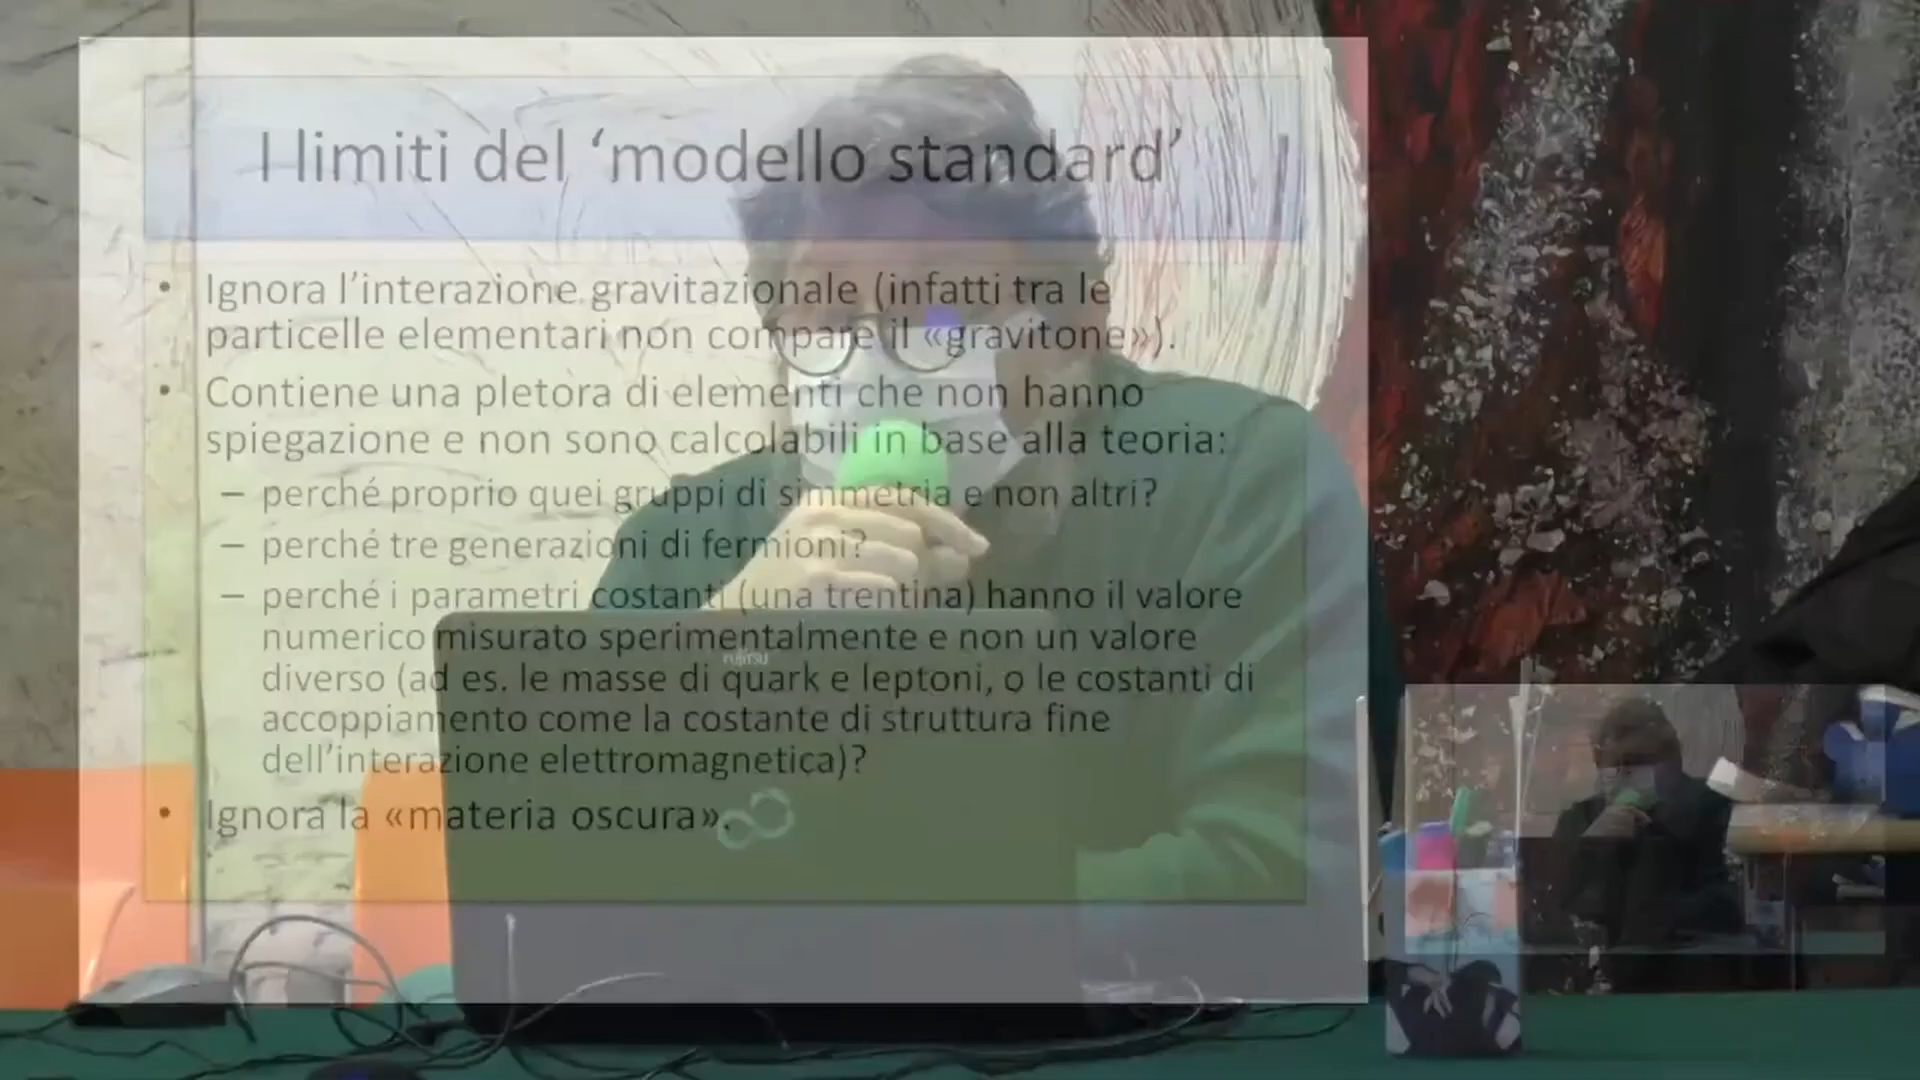 I limiti del ‘modello standard’
• Ignora l’interazione gravitazionale (infatti tra le
particelle elementari non compare il «gravitone»).
• Contiene una pletora di elementi che non hanno
spiegazione e non sono calcolabili in base alla teoria:
– perché proprio quei gruppi di simmetria e non altri?
– perché tre generazioni di fermioni?
– perché i parametri costanti (una trentina) hanno il valore
numerico misurato sperimentalmente e non un valore
diverso (ad es. le masse di quark e leptoni, o le costanti di
accoppiamento come la costante di struttura fine
dell’interazione elettromagnetica)?
• Ignora la «materia oscura».
FUJITSU